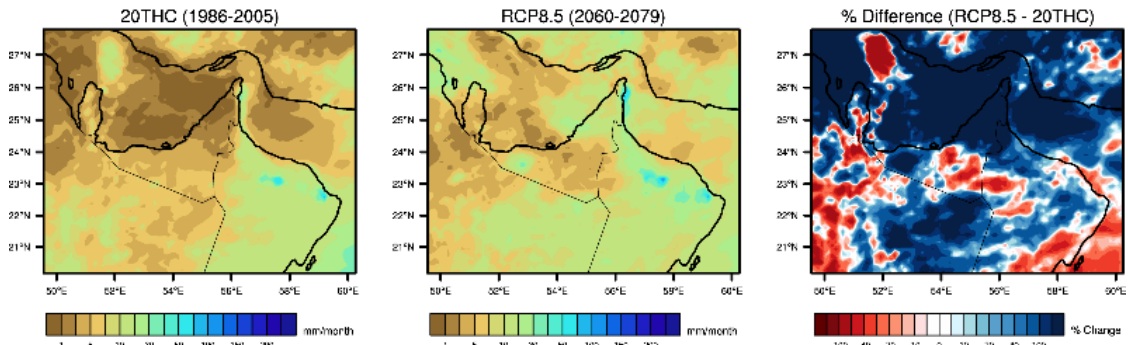 20THC (1986-2005)
27°N
26°N
25°N
24°N
23°N
22°N
21°N
50°E 52°E 54°E 56°E 58°E 60°E
mm/month
RCP8.5 (2060-2079)
27°N
26°N
25°N
24°N
23°N
22°N
21°N
50°E 52°E 54°E 56°E 58°E 60°E
mm/month
% Difference (RCP8.5 - 20THC)
27°N
26°N
25°N
24°N
23°N
22°N
21°N
50°E 52°E 54°E 56°E 58°E 60°E
% Change